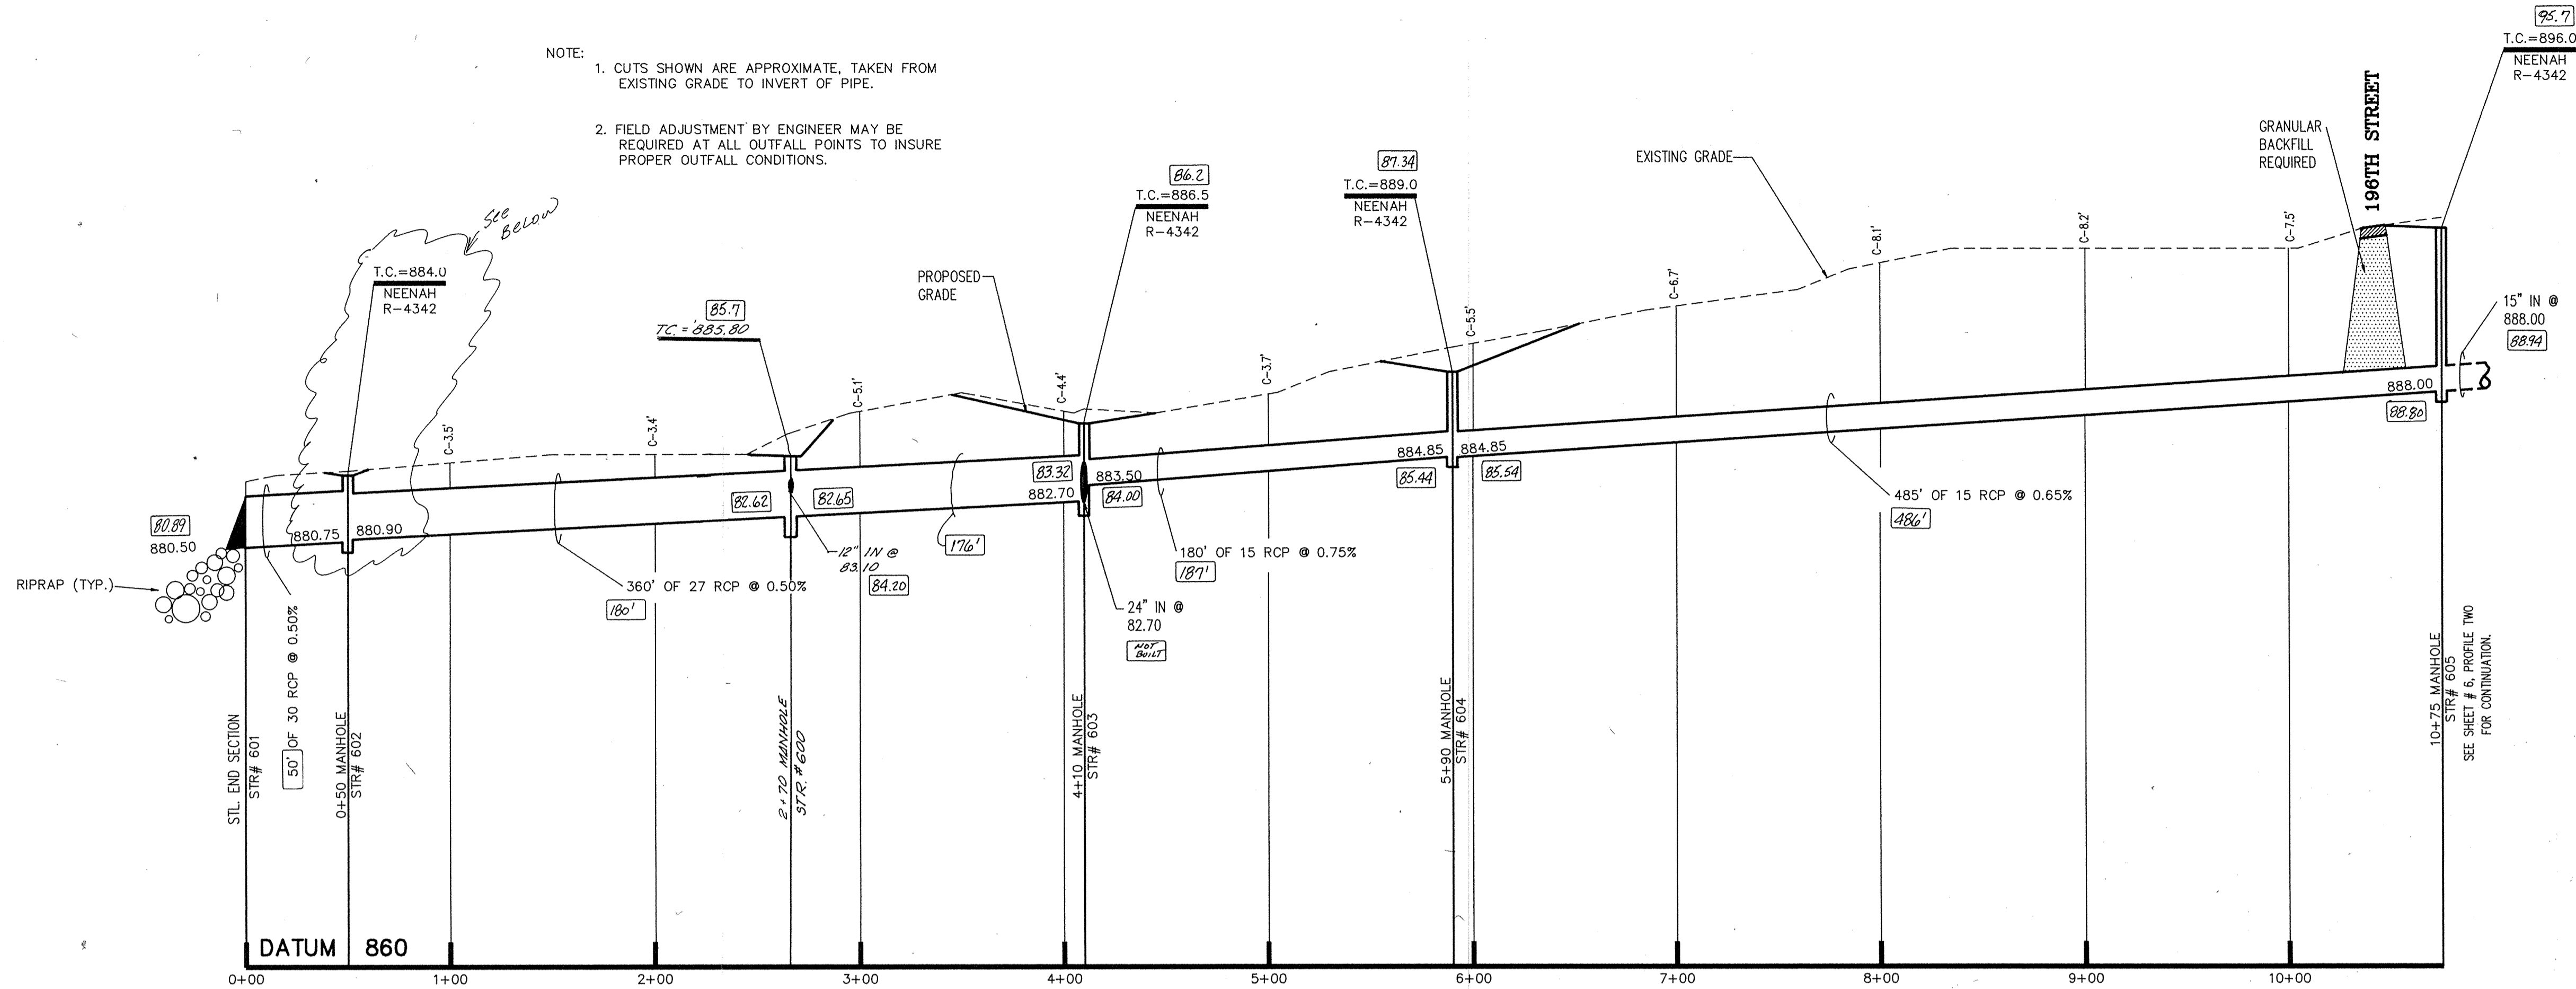 NOTE:
1. CUTS SHOWN ARE APPROXIMATE, TAKEN FROM
EXISTING GRADE TO INVERT OF PIPE.
2. FIELD ADJUSTMENT BY ENGINEER MAY BE
REQUIRED AT ALL OUTFALL POINTS TO INSURE
PROPER OUTFALL CONDITIONS.
See
Below
T.C.=884.0
NEENAH
R-4342
85.7
TC.=885.80
PROPOSED
GRADE
86.2
T.C.=886.5
NEENAH
R-4342
87.34
T.C.=889.0
NEENAH
R-4342
EXISTING GRADE
GRANULAR
BACKFILL
REQUIRED
196TH STREET
95.7
T.C.=896.0
NEENAH
R-4342
15" IN @
888.00
88.94
C-3.5'
C-3.4'
C-5.1'
C-4.4'
C-3.7'
C-5.5'
C-6.7'
C-8.1'
C-8.2'
C-7.5'
80.89
880.50
RIPRAP (TYP.)
880.75
880.90
82.62
82.65
83.32
882.70
883.50
84.00
884.85
85.44
884.85
85.54
888.00
88.80
50' OF 30 RCP @ 0.50%
360' OF 27 RCP @ 0.50%
180'
12" IN @
83.10
84.20
176'
180' OF 15 RCP @ 0.75%
187'
24" IN @
82.70
NOT
BUILT
485' OF 15 RCP @ 0.65%
486'
STL. END SECTION
STR# 601
0+50 MANHOLE
STR# 602
2+70 MANHOLE
STR.#600
4+10 MANHOLE
STR# 603
5+90 MANHOLE
STR# 604
10+75 MANHOLE
STR# 605
SEE SHEET # 6, PROFILE TWO
FOR CONTINUATION.
DATUM 860
0+00
1+00
2+00
3+00
4+00
5+00
6+00
7+00
8+00
9+00
10+00